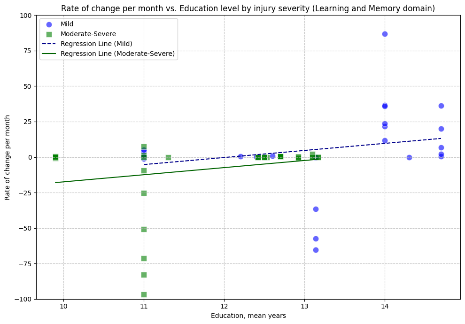 Rate of change per month vs. Education level by injury severity (Learning and Memory domain)
Mild
Moderate-Severe
Regression Line (Mild)
Regression Line (Moderate-Severe)
Rate of change per month
100
75
50
25
0
−25
−50
−75
−100
10
11
12
13
14
Education, mean years